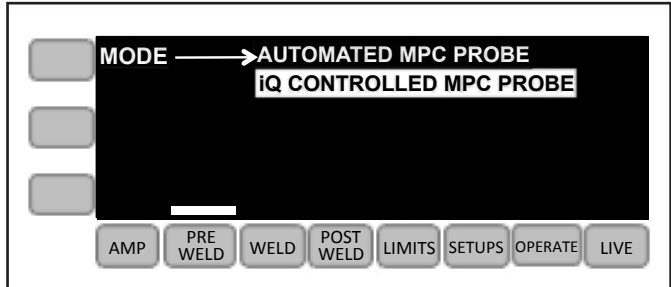 MODE AUTOMATED MPC PROBE
iQ CONTROLLED MPC PROBE
AMP PRE WELD WELD POST WELD LIMITS SETUPS OPERATE LIVE